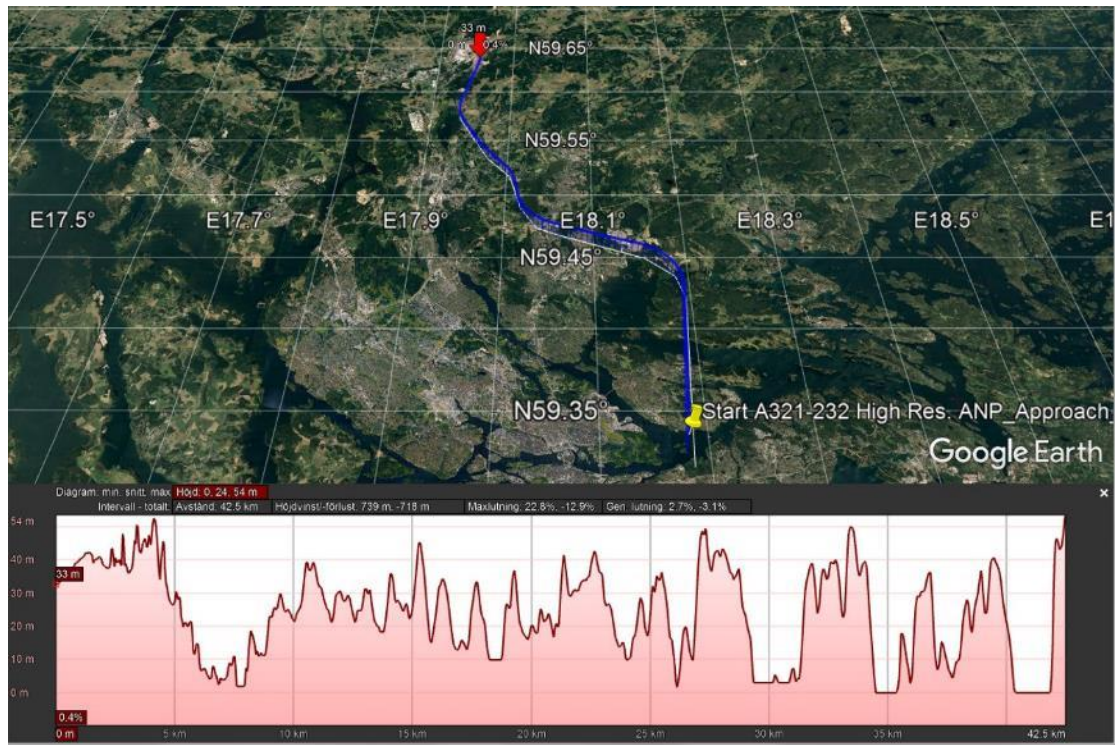 33 m
0 m 0.4%
N59.65°
N59.55°
E17.5° E17.7° E17.9° E18.1° E18.3° E18.5° E1
N59.45°
N59.35° Start A321-232 High Res. ANP_Approach_
Google Earth
Diagram: min. snitt, max Höjd: 0, 24, 54 m
Intervall - totalt: Avstånd: 42.5 km Höjdvinst/-förlust: 739 m, -718 m Maxlutning: 22.8%, -12.9% Gen. lutning: 2.7%, -3.1%
54 m
40 m
33 m
30 m
20 m
10 m
0 m
0.4%
0 m 5 km 10 km 15 km 20 km 25 km 30 km 35 km 42.5 km